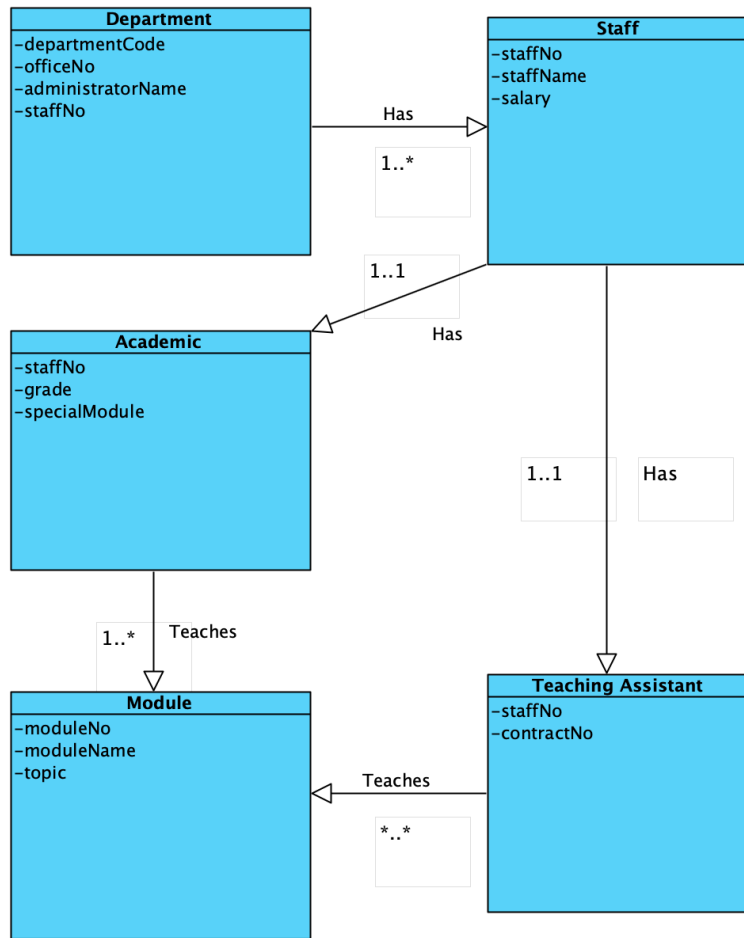 Department
-departmentCode
-officeNo
-administratorName
-staffNo
Has
1..*
Staff
-staffNo
-staffName
-salary
1..1
Has
Academic
-staffNo
-grade
-specialModule
1..1
Has
1..*
Teaches
Module
-moduleNo
-moduleName
-topic
Teaches
*..*
Teaching Assistant
-staffNo
-contractNo